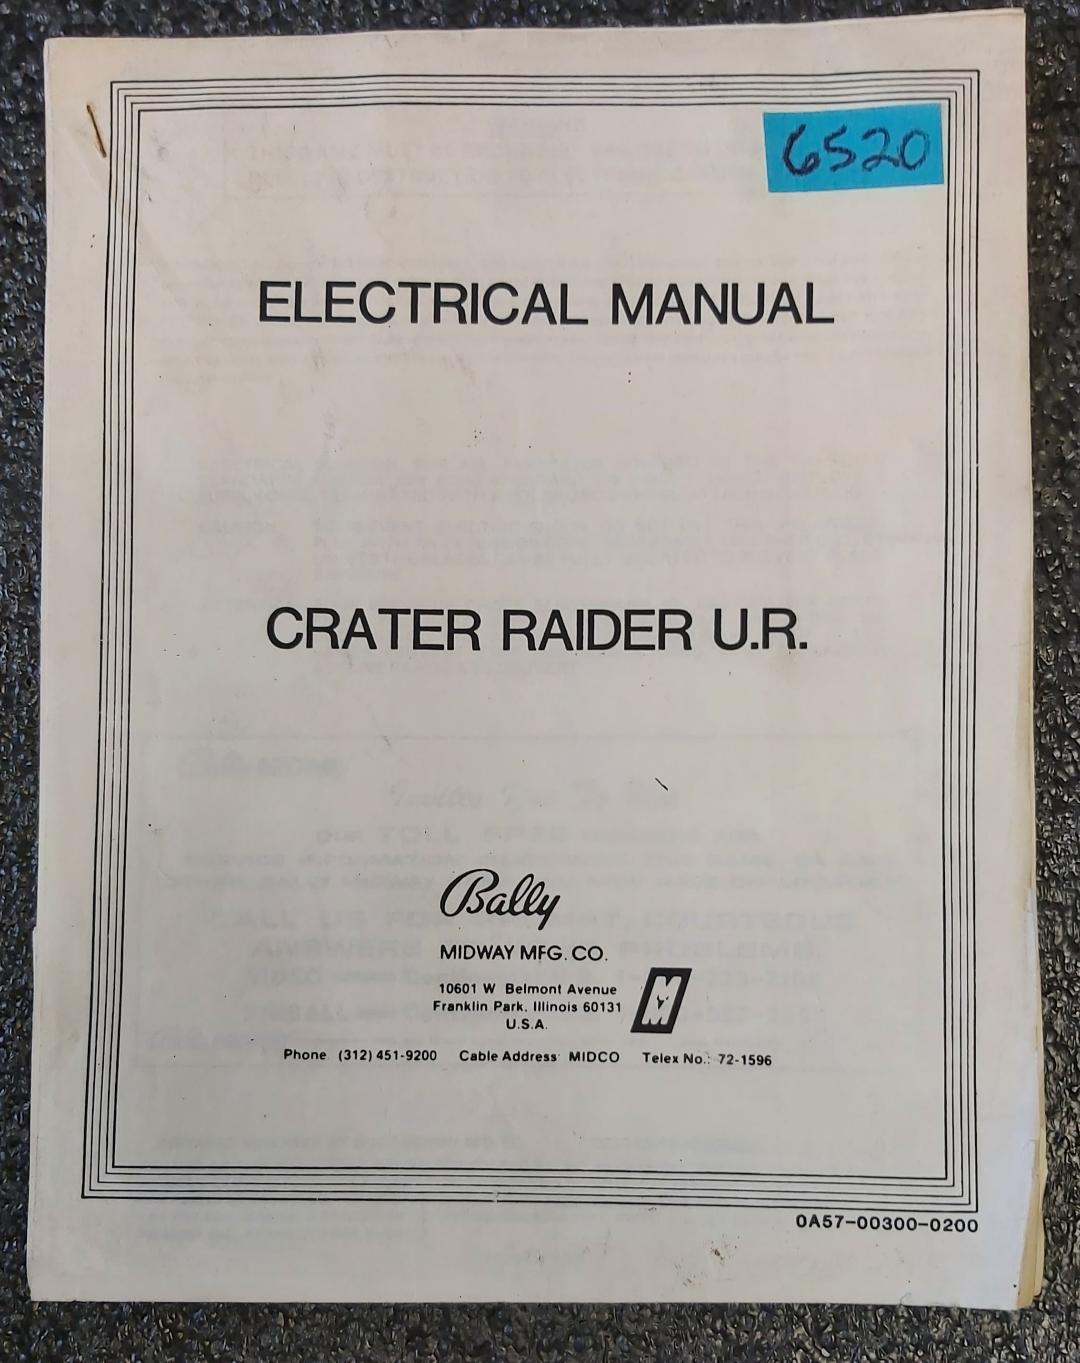 6520
ELECTRICAL MANUAL
CRATER RAIDER U.R.
Bally
MIDWAY MFG. CO.
10601 W Belmont Avenue
Franklin Park, Illinois 60131
U.S.A.
Phone (312) 451-9200 Cable Address MIDCO Telex No.: 72-1596
0A57-00300-0200